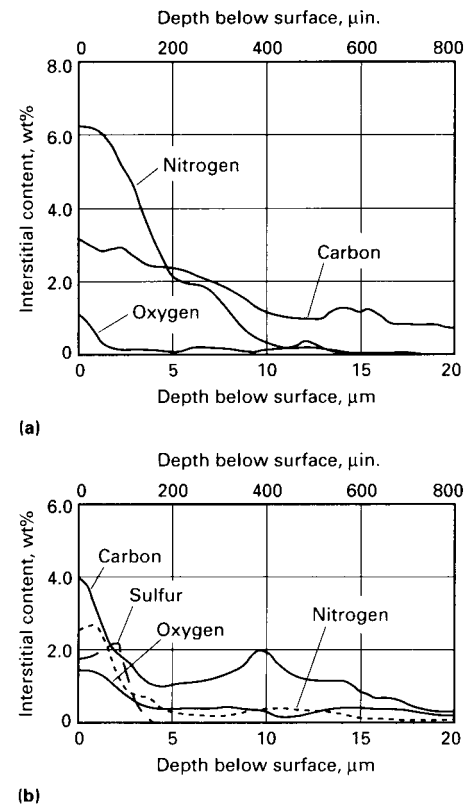 Depth below surface, μin.
0 200 400 600 800
8.0
6.0
4.0
2.0
0
Interstitial content, wt%
Nitrogen
Carbon
Oxygen
0 5 10 15 20
Depth below surface, μm
(a)
Depth below surface, μin.
0 200 400 600 800
6.0
4.0
2.0
0
Interstitial content, wt%
Carbon
Sulfur
Oxygen
Nitrogen
0 5 10 15 20
Depth below surface, μm
(b)